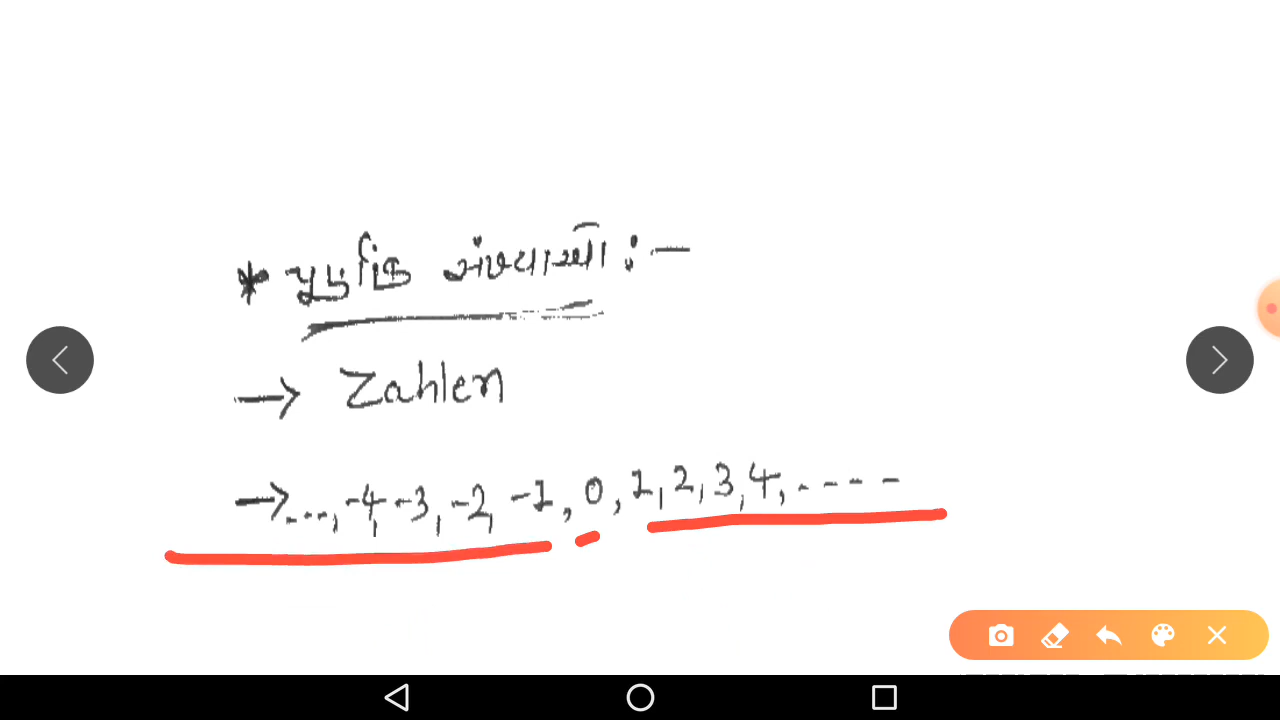 * પુર્ણાંક સંખ્યાઓ :-
→ Zahlen
→ ..., -4, -3, -2, -1, 0, 1, 2, 3, 4, - - - -